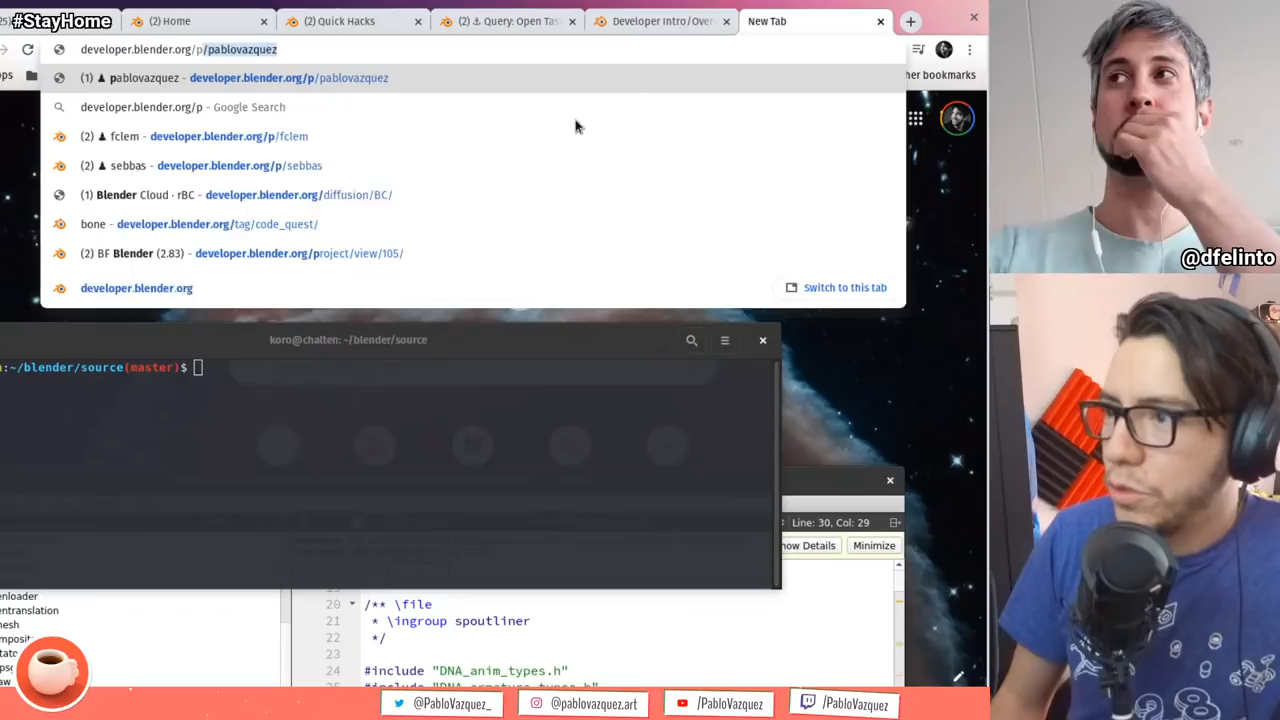 #StayHome
(2) Home
(2) Quick Hacks
(2) ⚓ Query: Open Tas
Developer Intro/Over
New Tab
developer.blender.org/p/pablovazquez
her bookmarks
(1) ♟ pablovazquez - developer.blender.org/p/pablovazquez
developer.blender.org/p - Google Search
(2) ♟ fclem - developer.blender.org/p/fclem
(2) ♟ sebbas - developer.blender.org/p/sebbas
(1) Blender Cloud · rBC - developer.blender.org/diffusion/BC/
bone - developer.blender.org/tag/code_quest/
(2) BF Blender (2.83) - developer.blender.org/project/view/105/
developer.blender.org
Switch to this tab
@dfelinto
koro@chalten: ~/blender/source
:~/blender/source(master)$
Line: 30, Col: 29
how Details
Minimize
enloader
entranslation
mesh
20 /** \file
21 * \ingroup spoutliner
22 */
23
24 #include "DNA_anim_types.h"
@PabloVazquez_
@pablovazquez.art
/PabloVazquez
/PabloVazquez